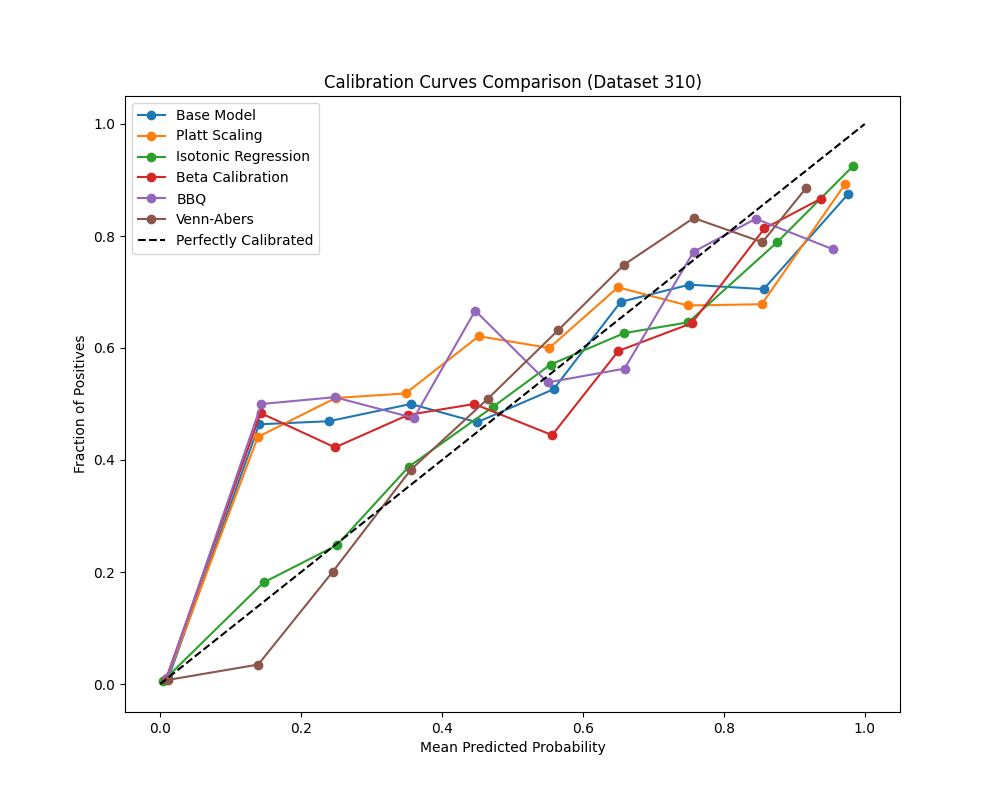 Calibration Curves Comparison (Dataset 310)
Base Model
Platt Scaling
Isotonic Regression
Beta Calibration
BBQ
Venn-Abers
Perfectly Calibrated
Fraction of Positives
1.0
0.8
0.6
0.4
0.2
0.0
0.0 0.2 0.4 0.6 0.8 1.0
Mean Predicted Probability